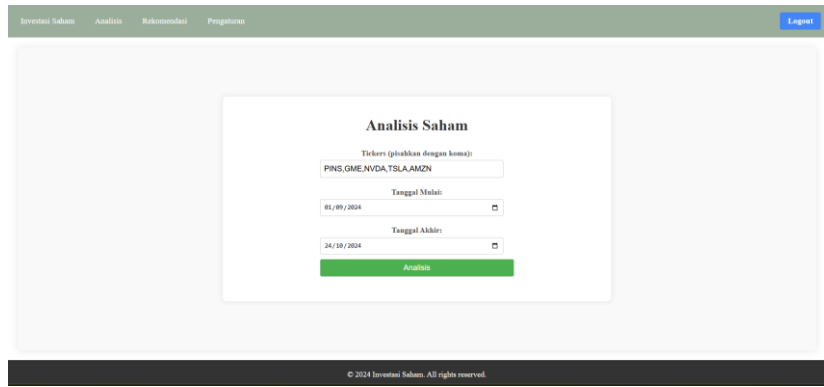 Investasi Saham Analisis Rekomendasi Pengaturan Logout
Analisis Saham
Tickers (pisahkan dengan koma):
PINS,GME,NVDA,TSLA,AMZN
Tanggal Mulai:
01/09/2024
Tanggal Akhir:
24/10/2024
Analisis
© 2024 Investasi Saham. All rights reserved.